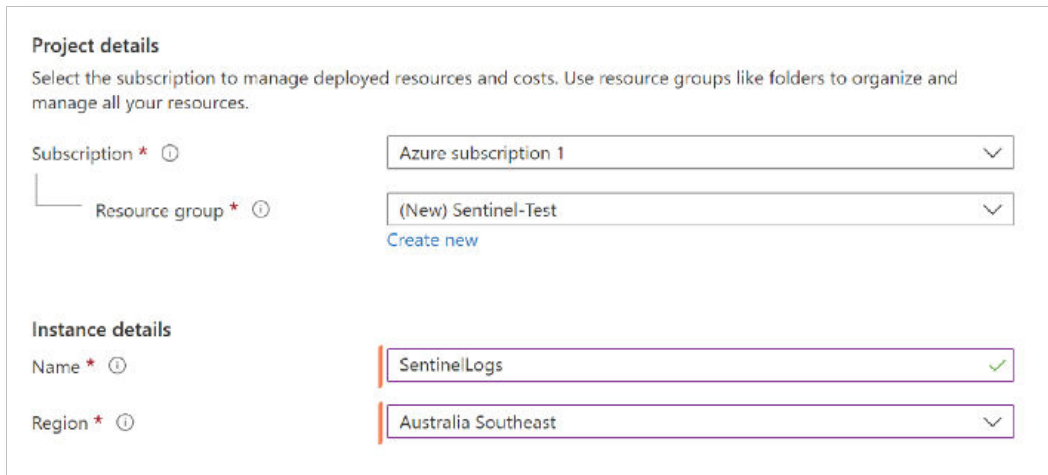 Project details
Select the subscription to manage deployed resources and costs. Use resource groups like folders to organize and
manage all your resources.
Subscription * Azure subscription 1
Resource group * (New) Sentinel-Test
Create new
Instance details
Name * SentinelLogs
Region * Australia Southeast